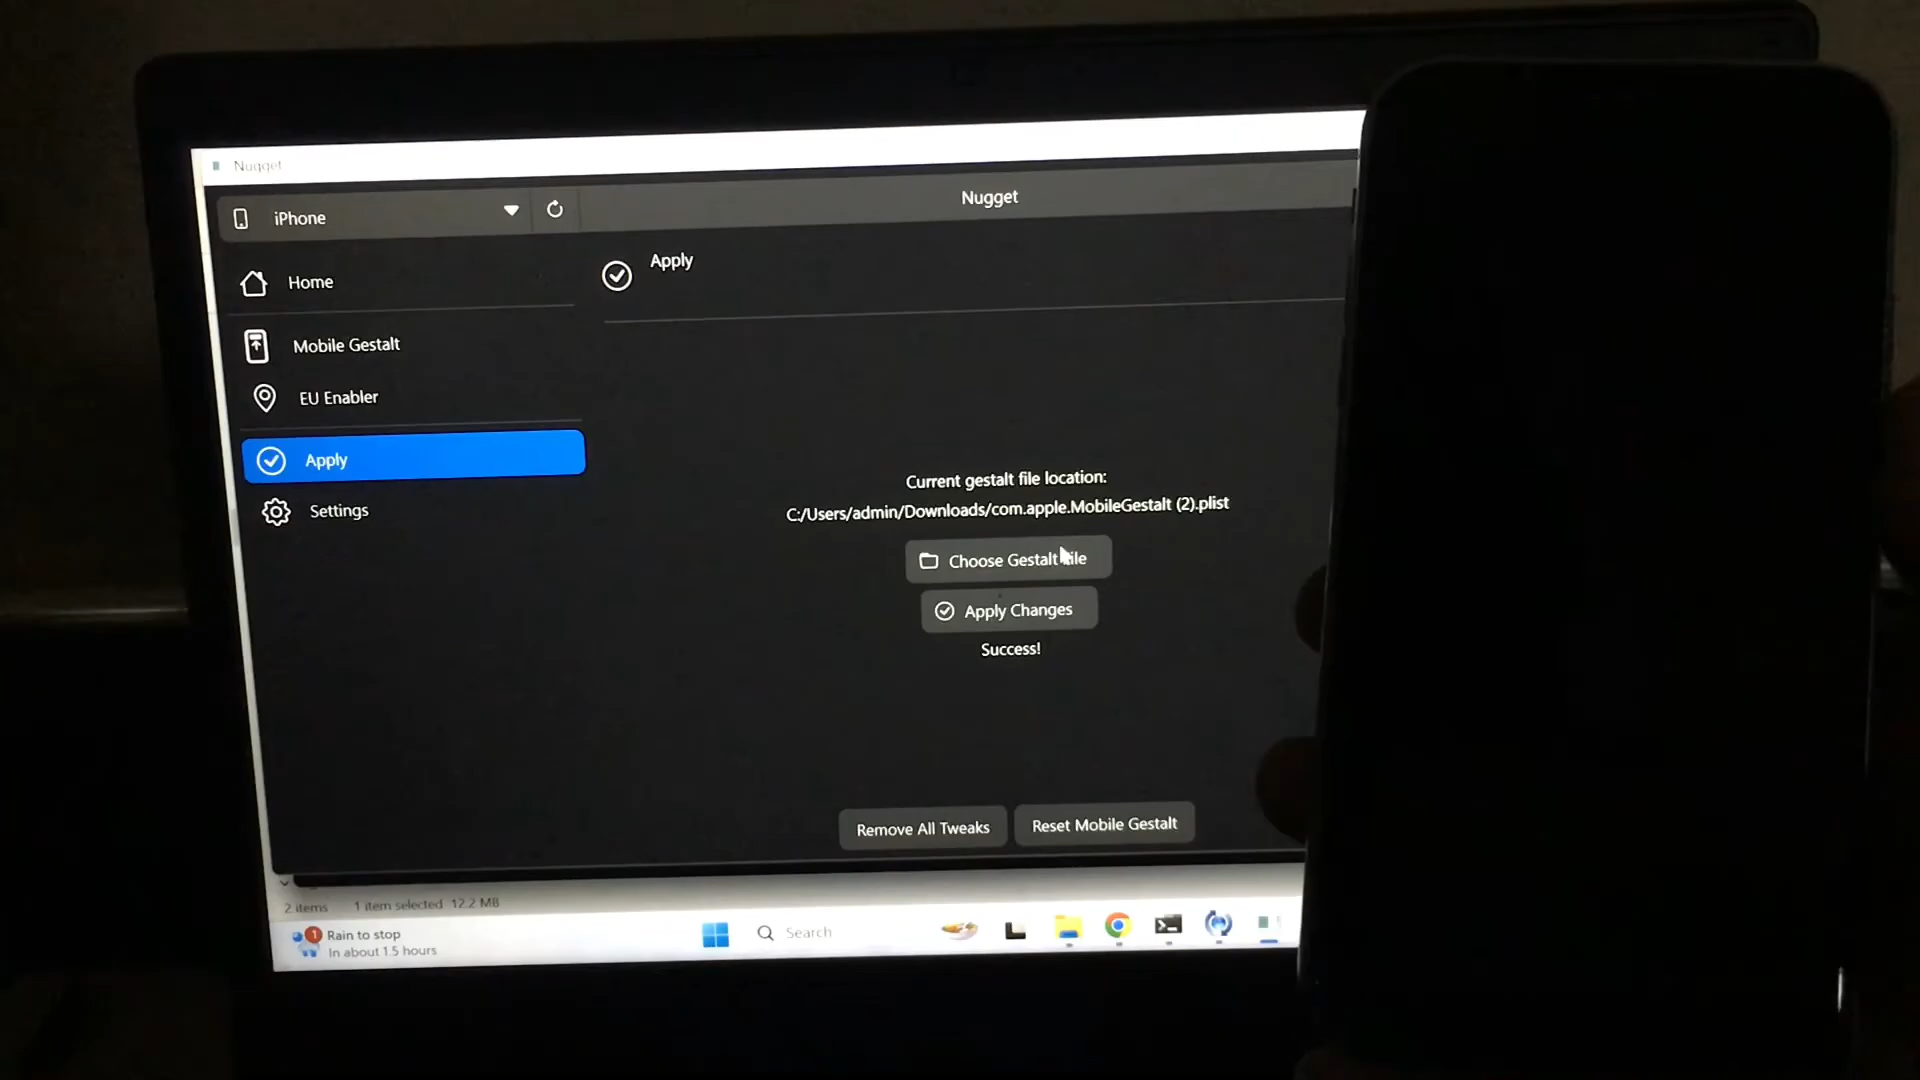 Nugget
iPhone
Nugget
Home
Mobile Gestalt
EU Enabler
Apply
Settings
Apply
Current gestalt file location:
C:/Users/admin/Downloads/com.apple.MobileGestalt (2).plist
Choose Gestalt File
Apply Changes
Success!
Remove All Tweaks
Reset Mobile Gestalt
2 items 1 item selected 12.2 MB
1
Rain to stop
In about 1.5 hours
Search